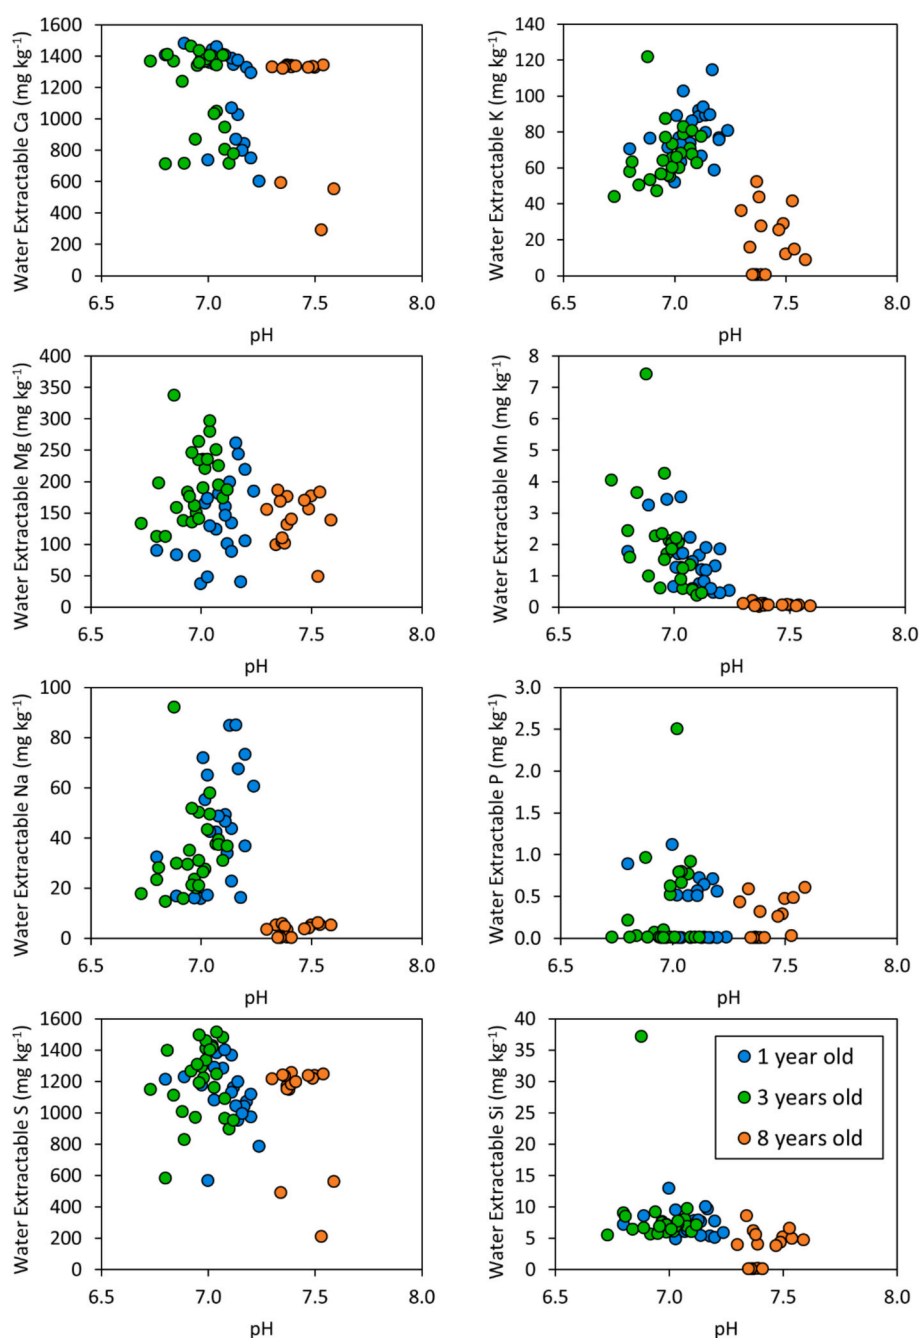 Water Extractable Ca (mg kg⁻¹)
1600
1400
1200
1000
800
600
400
200
0
6.5 7.0 7.5 8.0
pH
Water Extractable K (mg kg⁻¹)
140
120
100
80
60
40
20
0
6.5 7.0 7.5 8.0
pH
Water Extractable Mg (mg kg⁻¹)
400
350
300
250
200
150
100
50
0
6.5 7.0 7.5 8.0
pH
Water Extractable Mn (mg kg⁻¹)
8
7
6
5
4
3
2
1
0
6.5 7.0 7.5 8.0
pH
Water Extractable Na (mg kg⁻¹)
100
80
60
40
20
0
6.5 7.0 7.5 8.0
pH
Water Extractable P (mg kg⁻¹)
3.0
2.5
2.0
1.5
1.0
0.5
0.0
6.5 7.0 7.5 8.0
pH
Water Extractable S (mg kg⁻¹)
1600
1400
1200
1000
800
600
400
200
0
6.5 7.0 7.5 8.0
pH
Water Extractable Si (mg kg⁻¹)
40
35
30
25
20
15
10
5
0
6.5 7.0 7.5 8.0
pH
1 year old
3 years old
8 years old